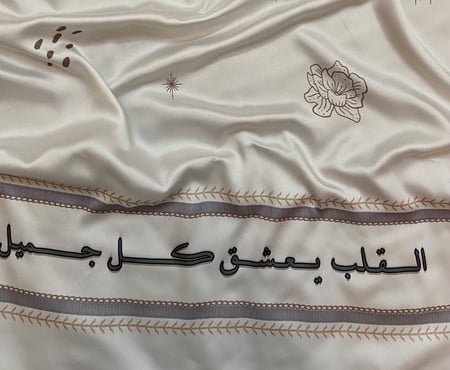 القلب يعشق كل جميل